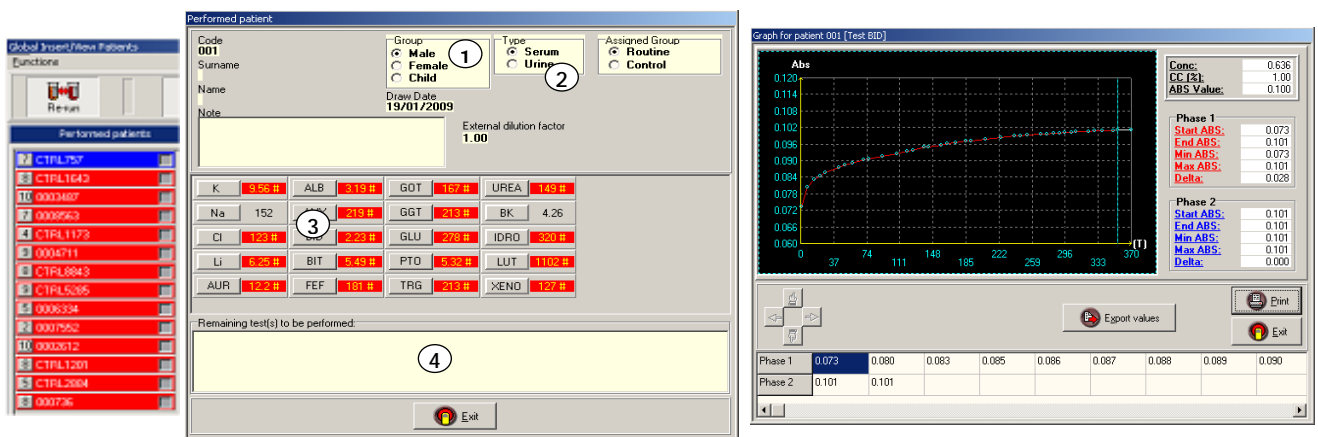 Global Insert/View Patients
Functions
Re-run
Performed patients
7 CTRL757
8 CTRL1643
10 0003487
7 0008563
4 CTRL1173
3 0004711
6 CTRL8843
9 CTRL5285
5 0006334
2 0007552
10 0002612
8 CTRL1201
5 CTRL2884
8 000736
Performed patient
Code
001
Surname
Name
Note
Group
Male
Female
Child
1
Type
Serum
Urine
2
Assigned Group
Routine
Control
Draw Date
19/01/2009
External dilution factor
1.00
K 9.56 # ALB 3.19 # GOT 167 # UREA 149 #
Na 152 219 # GGT 213 # BK 4.26
3
Cl 123 # BID 2.23 # GLU 278 # IDRO 320 #
Li 6.25 # BIT 5.49 # PTO 5.32 # LUT 1102 #
AUR 12.2 # FEF 181 # TRG 213 # XENO 127 #
Remaining test(s) to be performed:
4
Exit
Graph for patient 001 [Test BID]
Abs
0.120
0.114
0.108
0.102
0.096
0.090
0.084
0.078
0.072
0.066
0.060
(T)
0 74 148 222 296 370
37 111 185 259 333
Conc: 0.636
CC (%): 1.00
ABS Value: 0.100
Phase 1
Start ABS: 0.073
End ABS: 0.101
Min ABS: 0.073
Max ABS: 0.101
Delta: 0.028
Phase 2
Start ABS: 0.101
End ABS: 0.101
Min ABS: 0.101
Max ABS: 0.101
Delta: 0.000
Export values
Print
Exit
Phase 1 0.073 0.080 0.083 0.085 0.086 0.087 0.088 0.089 0.090
Phase 2 0.101 0.101